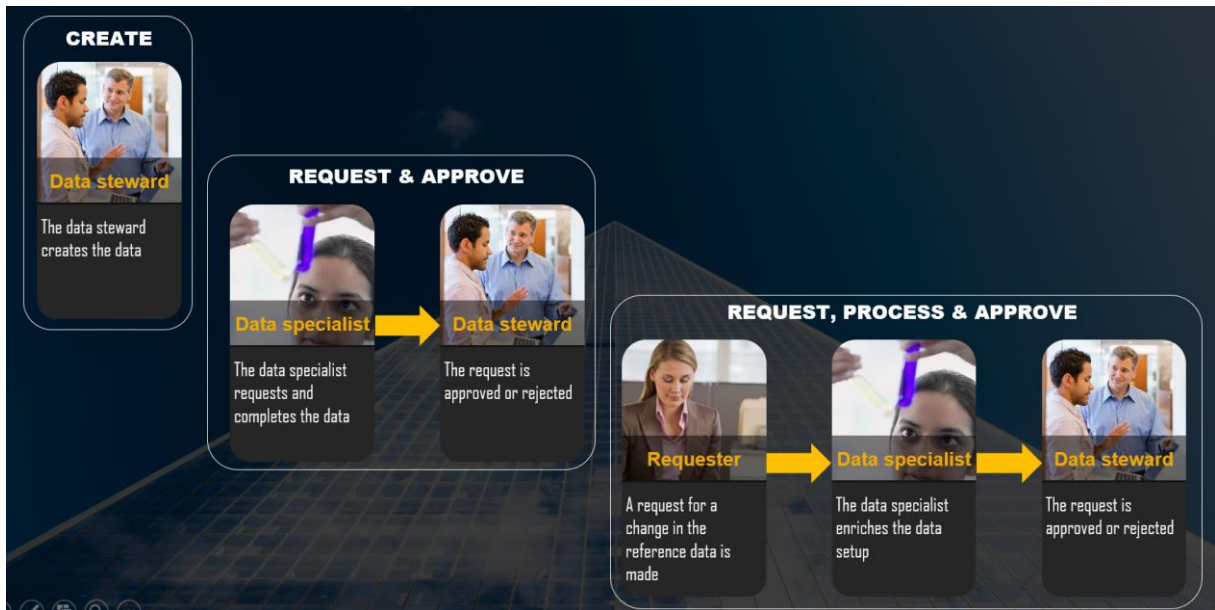 CREATE
Data steward
The data steward
creates the data
REQUEST & APPROVE
Data specialist
The data specialist
requests and
completes the data
Data steward
The request is
approved or rejected
REQUEST, PROCESS & APPROVE
Requester
A request for a
change in the
reference data is
made
Data specialist
The data specialist
enriches the data
setup
Data steward
The request is
approved or rejected